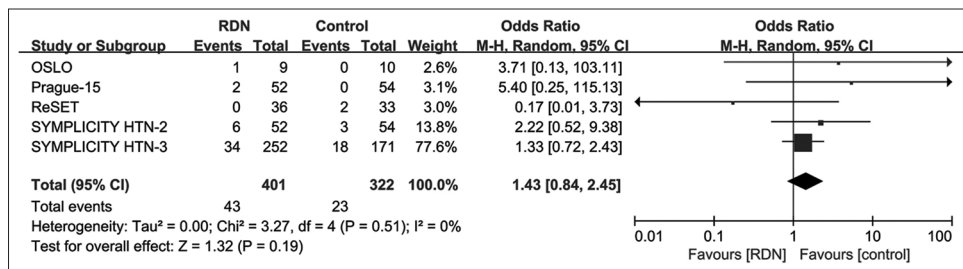 RDN Control Odds Ratio Odds Ratio
Study or Subgroup Events Total Events Total Weight M-H, Random, 95% CI M-H, Random, 95% CI
OSLO 1 9 0 10 2.6% 3.71 [0.13, 103.11]
Prague-15 2 52 0 54 3.1% 5.40 [0.25, 115.13]
ReSET 0 36 2 33 3.0% 0.17 [0.01, 3.73]
SYMPLICITY HTN-2 6 52 3 54 13.8% 2.22 [0.52, 9.38]
SYMPLICITY HTN-3 34 252 18 171 77.6% 1.33 [0.72, 2.43]
Total (95% CI) 401 322 100.0% 1.43 [0.84, 2.45]
Total events 43 23
Heterogeneity: Tau² = 0.00; Chi² = 3.27, df = 4 (P = 0.51); I² = 0%
Test for overall effect: Z = 1.32 (P = 0.19)
0.01 0.1 1 10 100
Favours [RDN] Favours [control]